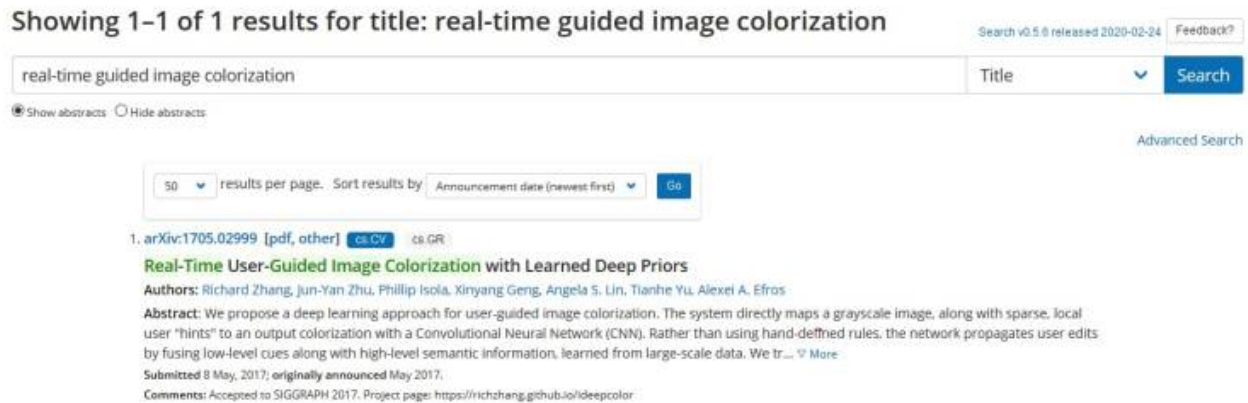 Showing 1–1 of 1 results for title: real-time guided image colorization
Search v0.5.6 released 2020-02-24 Feedback?
real-time guided image colorization Title Search
Show abstracts Hide abstracts
Advanced Search
50 results per page. Sort results by Announcement date (newest first) Go
1. arXiv:1705.02999 [pdf, other] cs.CV cs.GR
Real-Time User-Guided Image Colorization with Learned Deep Priors
Authors: Richard Zhang, Jun-Yan Zhu, Phillip Isola, Xinyang Geng, Angela S. Lin, Tianhe Yu, Alexei A. Efros
Abstract: We propose a deep learning approach for user-guided image colorization. The system directly maps a grayscale image, along with sparse, local
user "hints" to an output colorization with a Convolutional Neural Network (CNN). Rather than using hand-defined rules, the network propagates user edits
by fusing low-level cues along with high-level semantic information, learned from large-scale data. We tr... ▽ More
Submitted 8 May, 2017; originally announced May 2017.
Comments: Accepted to SIGGRAPH 2017. Project page: https://richzhang.github.io/ideepcolor